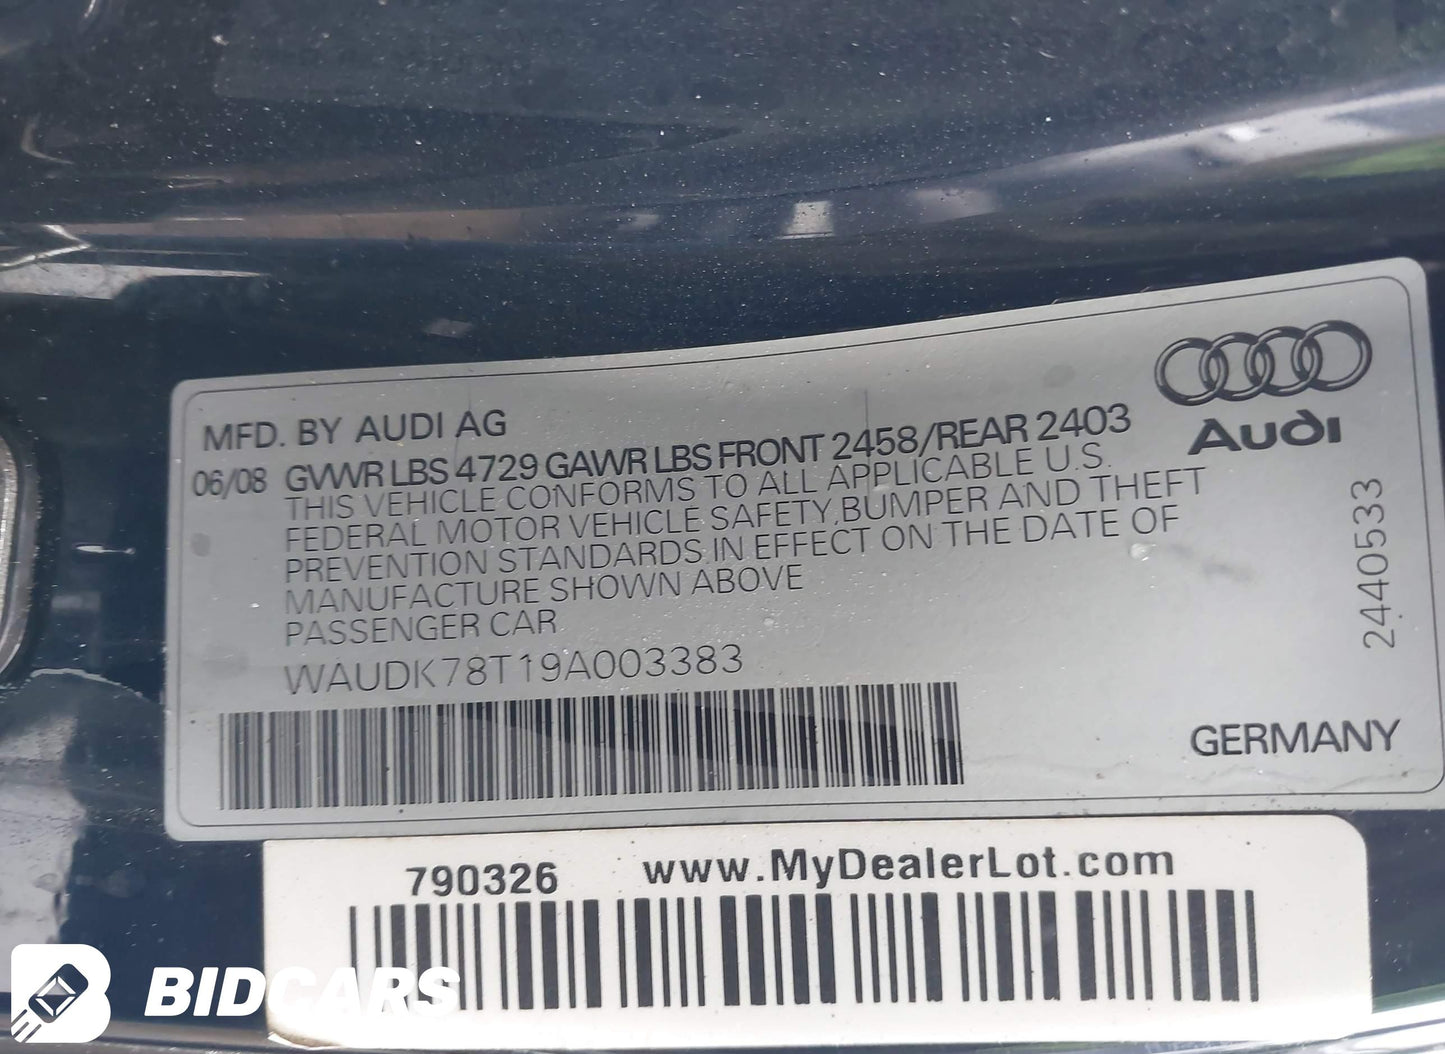 MFD. BY AUDI AG
06/08 GVWR LBS 4729 GAWR LBS FRONT 2458/REAR 2403
THIS VEHICLE CONFORMS TO ALL APPLICABLE U.S.
FEDERAL MOTOR VEHICLE SAFETY,BUMPER AND THEFT
PREVENTION STANDARDS IN EFFECT ON THE DATE OF
MANUFACTURE SHOWN ABOVE
PASSENGER CAR
WAUDK78T19A003383
Audi
2440533
GERMANY
790326 www.MyDealerLot.com
BIDCARS